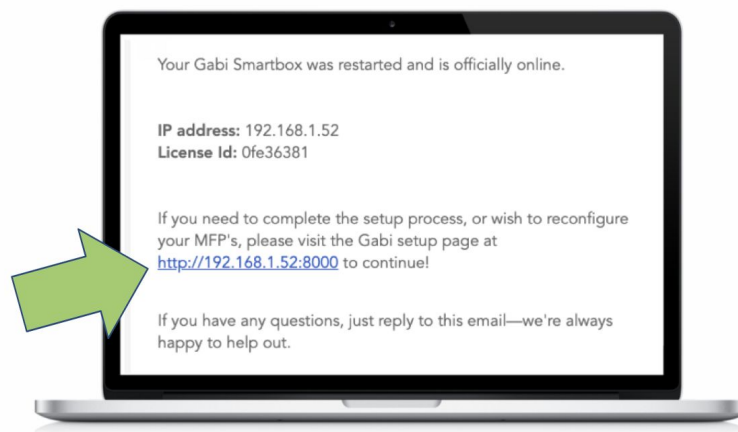 Your Gabi Smartbox was restarted and is officially online.
IP address: 192.168.1.52
License Id: 0fe36381
If you need to complete the setup process, or wish to reconfigure
your MFP's, please visit the Gabi setup page at
http://192.168.1.52:8000 to continue!
If you have any questions, just reply to this email—we're always
happy to help out.